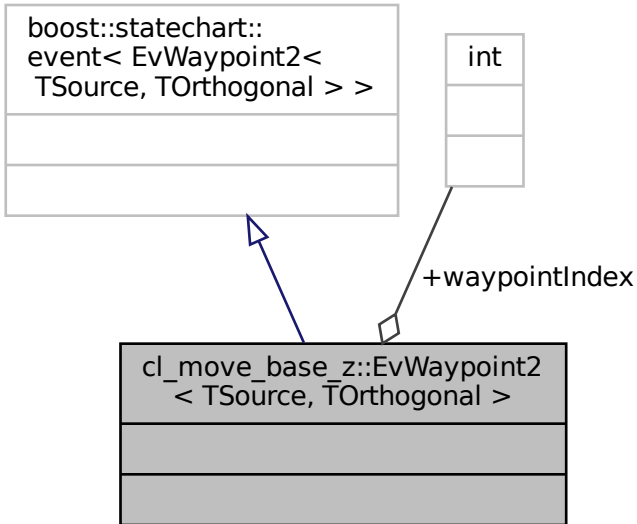 boost::statechart::
event< EvWaypoint2<
TSource, TOrthogonal > >
int
+waypointIndex
cl_move_base_z::EvWaypoint2
< TSource, TOrthogonal >